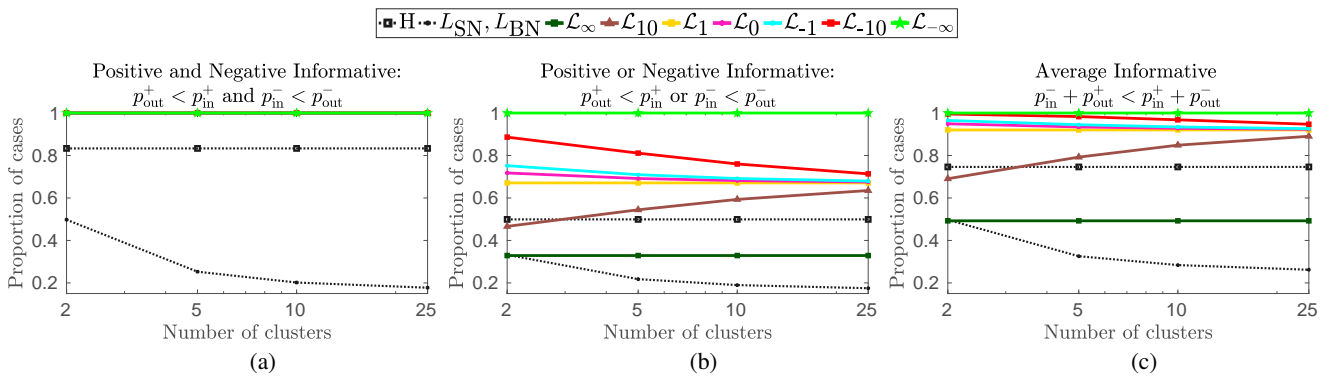 H L_SN, L_BN 𝓛_∞ 𝓛_10 𝓛_1 𝓛_0 𝓛_-1 𝓛_-10 𝓛_−∞
Positive and Negative Informative:
p⁺_out < p⁺_in and p⁻_in < p⁻_out
Proportion of cases
1
0.8
0.6
0.4
0.2
2 5 10 25
Number of clusters
(a)
Positive or Negative Informative:
p⁺_out < p⁺_in or p⁻_in < p⁻_out
Proportion of cases
1
0.8
0.6
0.4
0.2
2 5 10 25
Number of clusters
(b)
Average Informative
p⁻_in + p⁺_out < p⁺_in + p⁻_out
Proportion of cases
1
0.8
0.6
0.4
0.2
2 5 10 25
Number of clusters
(c)